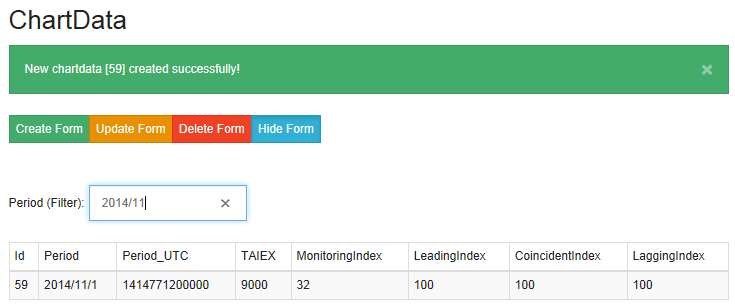 ChartData
New chartdata [59] created successfully!
×
Create Form Update Form Delete Form Hide Form
Period (Filter): 2014/11 ×
Id Period Period_UTC TAIEX MonitoringIndex LeadingIndex CoincidentIndex LaggingIndex
59 2014/11/1 1414771200000 9000 32 100 100 100